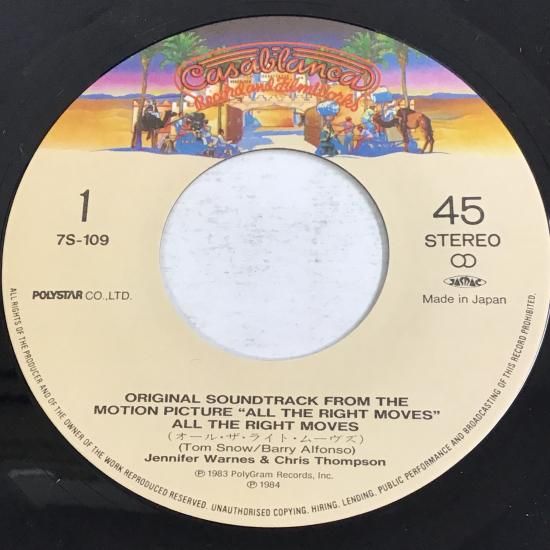 Casablanca
Record and FilmWorks
1
7S-109
45
STEREO
JASRAC
POLYSTAR CO.,LTD.
Made in Japan
ORIGINAL SOUNDTRACK FROM THE
MOTION PICTURE “ALL THE RIGHT MOVES”
ALL THE RIGHT MOVES
(オール・ザ・ライト・ムーヴズ)
(Tom Snow/Barry Alfonso)
Jennifer Warnes & Chris Thompson
Ⓟ 1983 PolyGram Records, Inc.
Ⓟ 1984
ALL RIGHTS OF THE PRODUCER AND OF THE OWNER OF THE WORK REPRODUCED RESERVED. UNAUTHORISED COPYING. HIRING. LENDING. PUBLIC PERFORMANCE AND BROADCASTING OF THIS RECORD PROHIBITED.